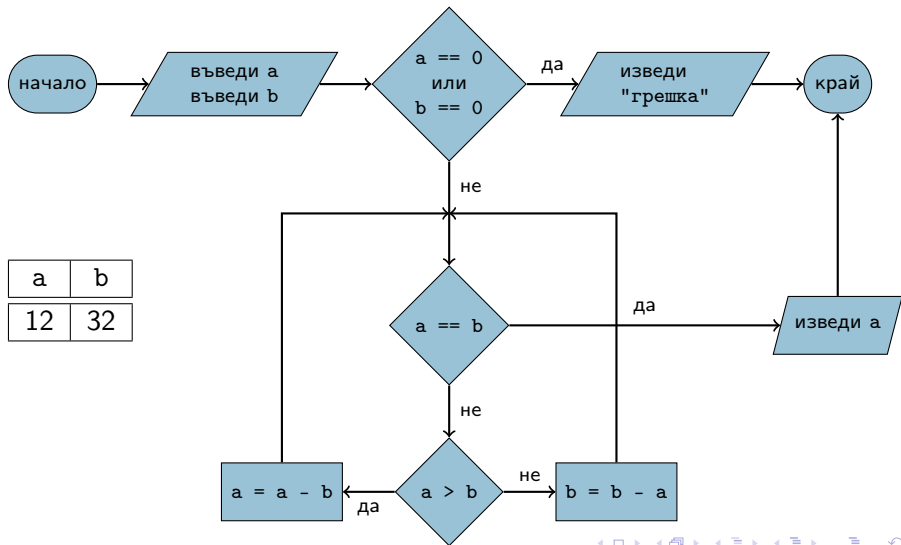 начало
въведи a
въведи b
a == 0
или
b == 0
да
изведи
"грешка"
край
не
a b
12 32
a == b
да
изведи a
не
a = a - b
да
a > b
не
b = b - a